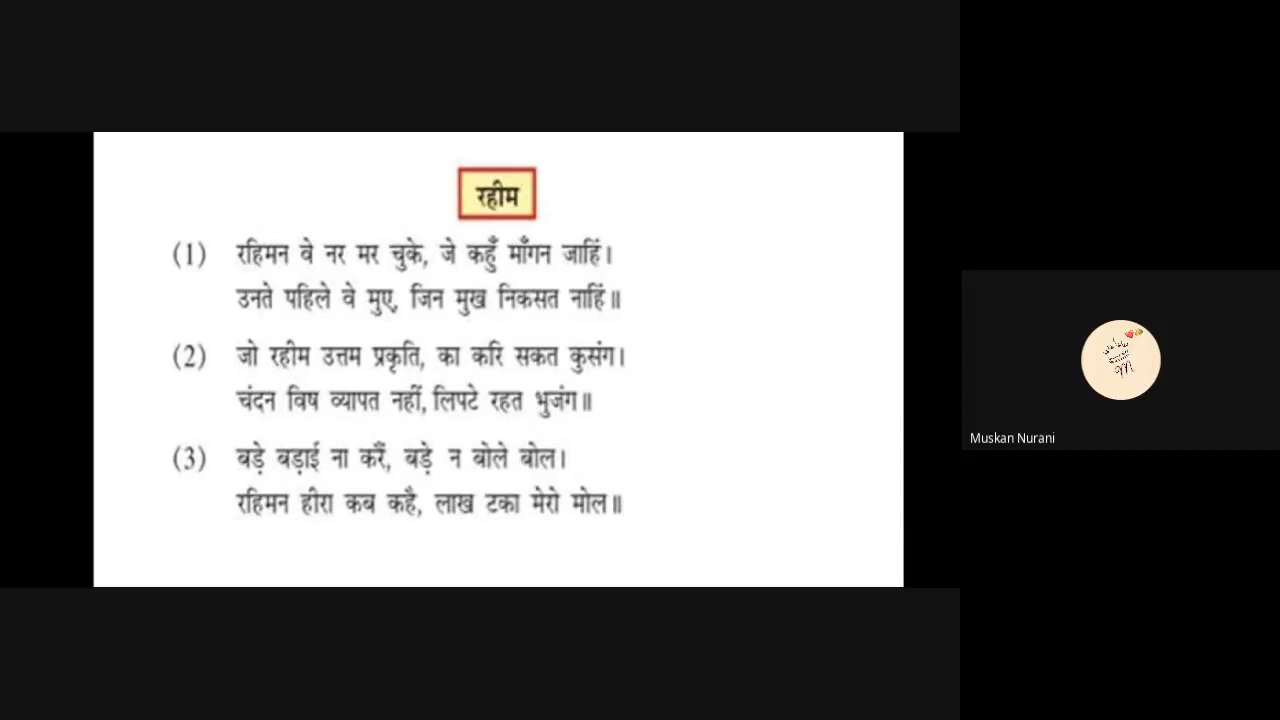 रहीम
(1) रहिमन वे नर मर चुके, जे कहुँ माँगन जाहिं।
उनते पहिले वे मुए, जिन मुख निकसत नाहिं॥
(2) जो रहीम उत्तम प्रकृति, का करि सकत कुसंग।
चंदन विष व्यापत नहीं, लिपटे रहत भुजंग॥
(3) बड़े बड़ाई ना करैं, बड़े न बोले बोल।
रहिमन हीरा कब कहै, लाख टका मेरो मोल॥
Muskan Nurani